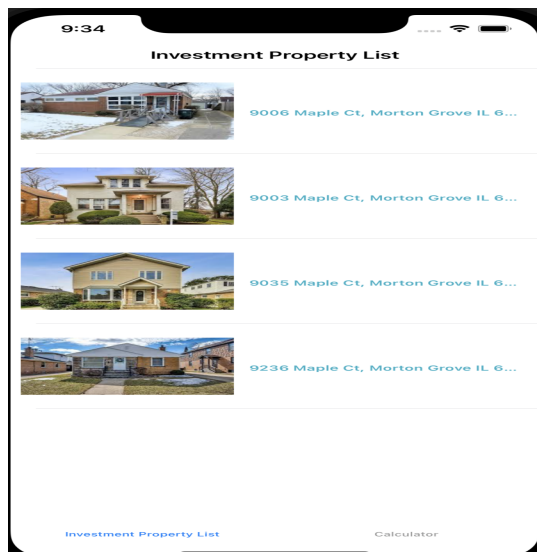 9:34
Investment Property List
9006 Maple Ct, Morton Grove IL 6...
9003 Maple Ct, Morton Grove IL 6...
9035 Maple Ct, Morton Grove IL 6...
9236 Maple Ct, Morton Grove IL 6...
Investment Property List
Calculator